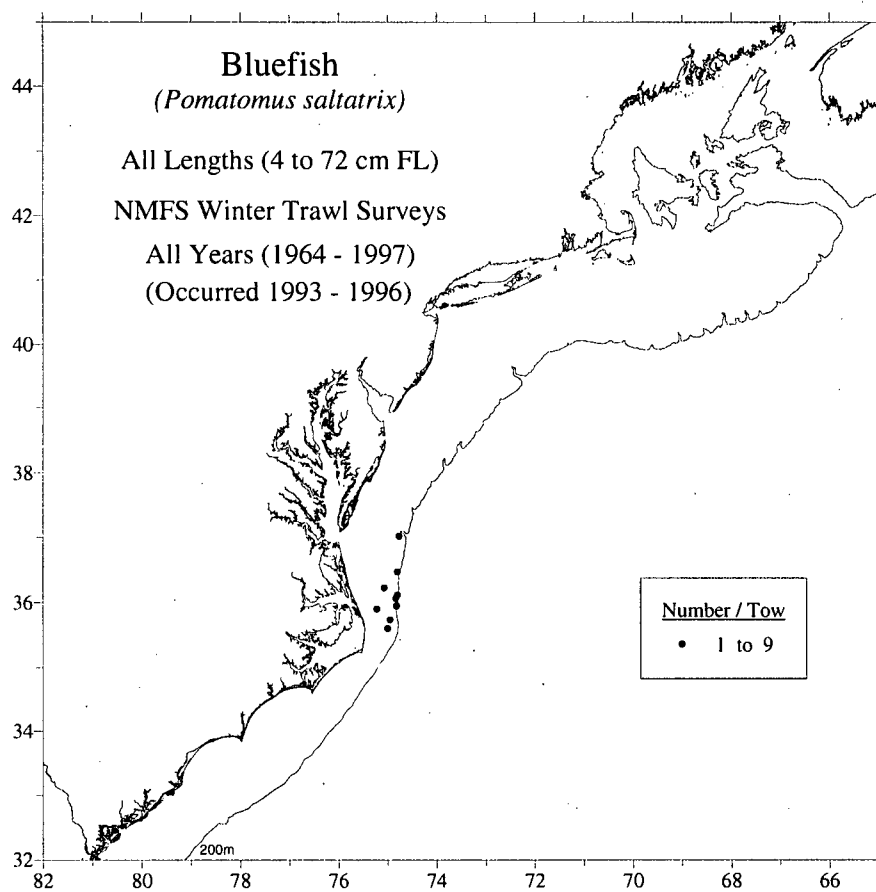 Bluefish
(Pomatomus saltatrix)
All Lengths (4 to 72 cm FL)
NMFS Winter Trawl Surveys
All Years (1964 - 1997)
(Occurred 1993 - 1996)
44
42
40
38
36
34
32
Number / Tow
1 to 9
200m
82 80 78 76 74 72 70 68 66